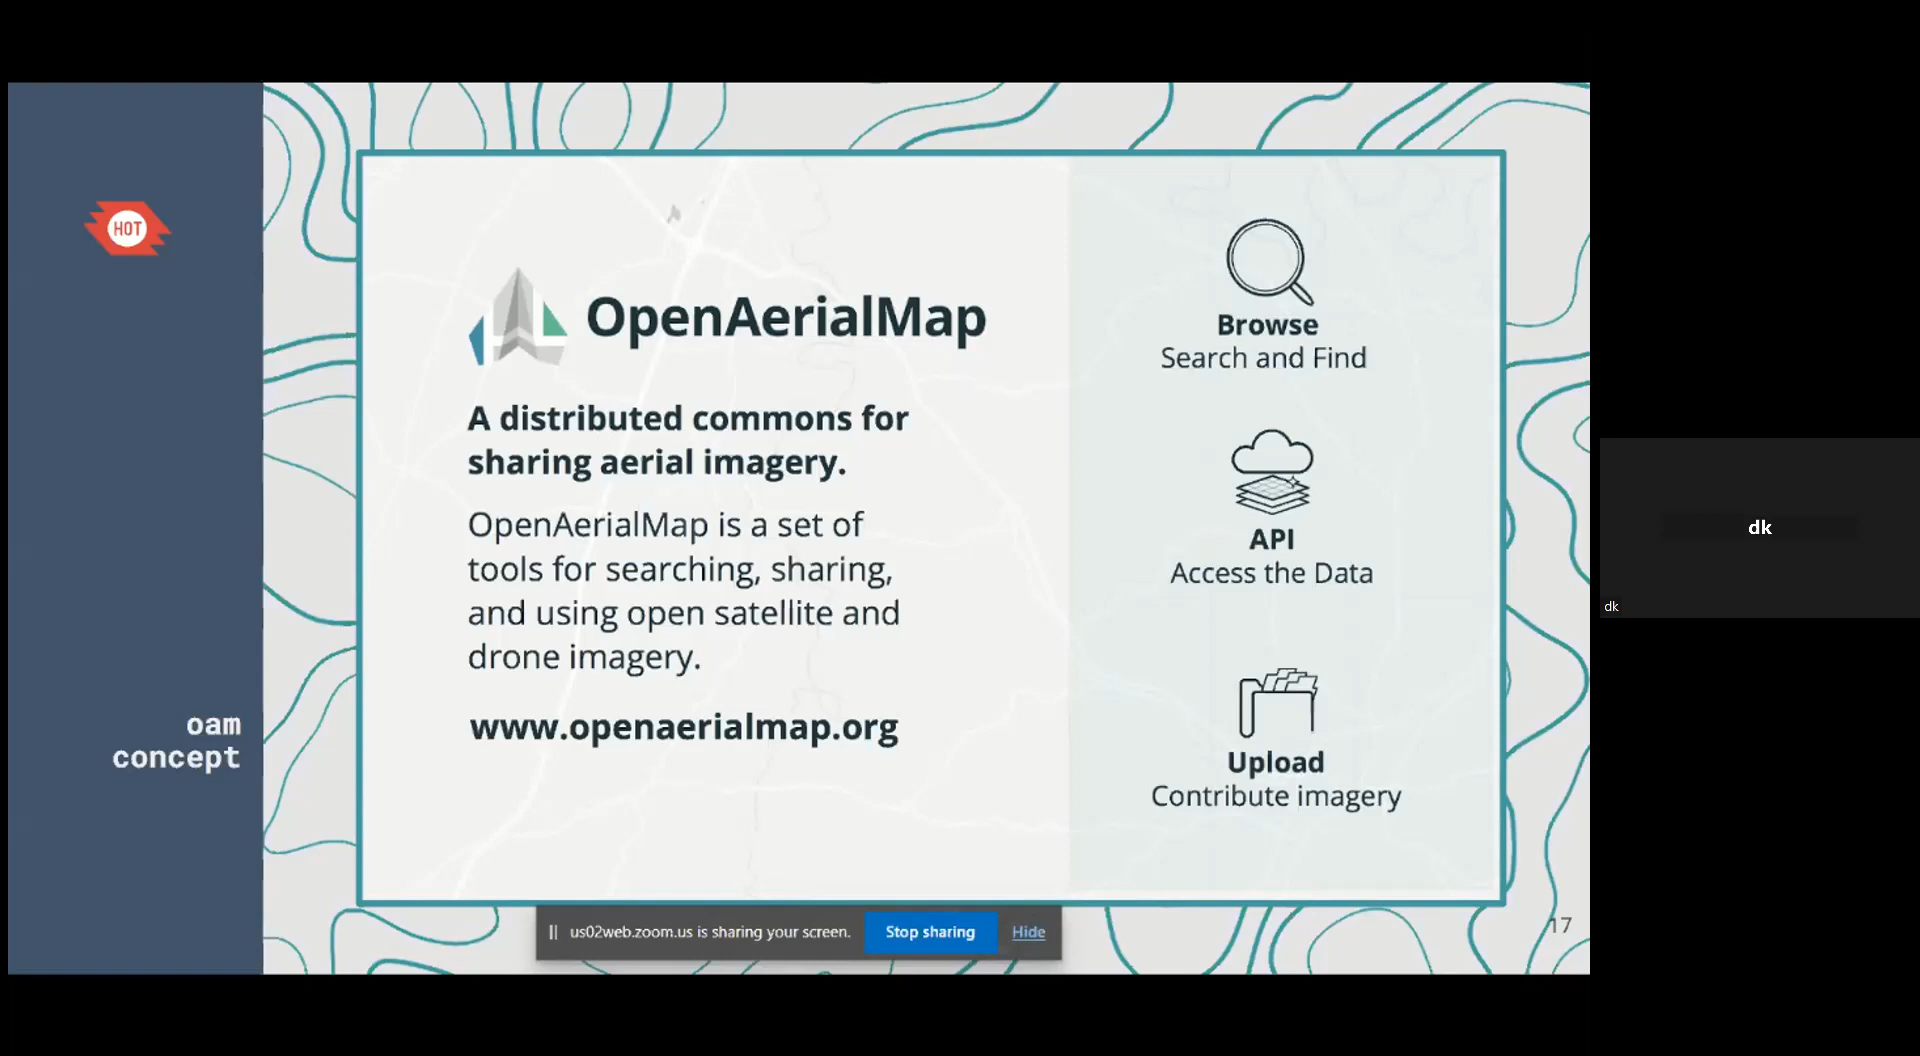 HOT
oam
concept
OpenAerialMap
A distributed commons for
sharing aerial imagery.
OpenAerialMap is a set of
tools for searching, sharing,
and using open satellite and
drone imagery.
www.openaerialmap.org
Browse
Search and Find
API
Access the Data
Upload
Contribute imagery
us02web.zoom.us is sharing your screen.
Stop sharing
Hide
17
dk
dk